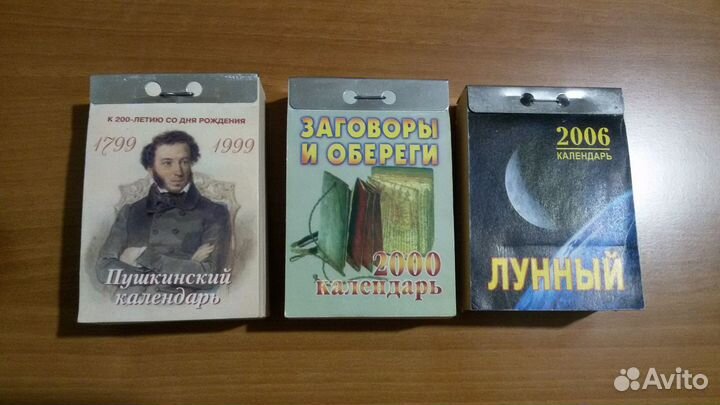 К 200-ЛЕТИЮ СО ДНЯ РОЖДЕНИЯ
1799 1999
Пушкинский
календарь
ЗАГОВОРЫ
И ОБЕРЕГИ
2000
календарь
2006
КАЛЕНДАРЬ
ЛУННЫЙ
Avito